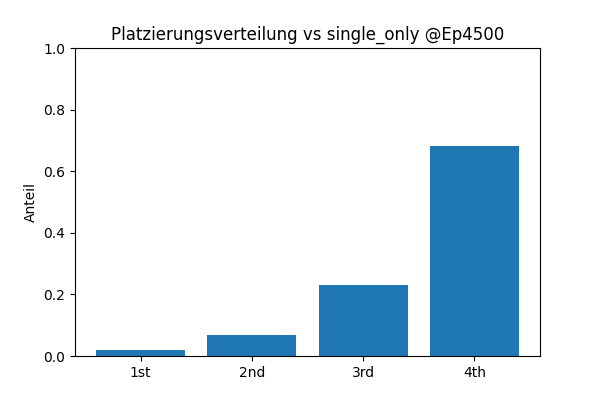 Platzierungsverteilung vs single_only @Ep4500
1.0
0.8
0.6
0.4
0.2
0.0
Anteil
1st
2nd
3rd
4th